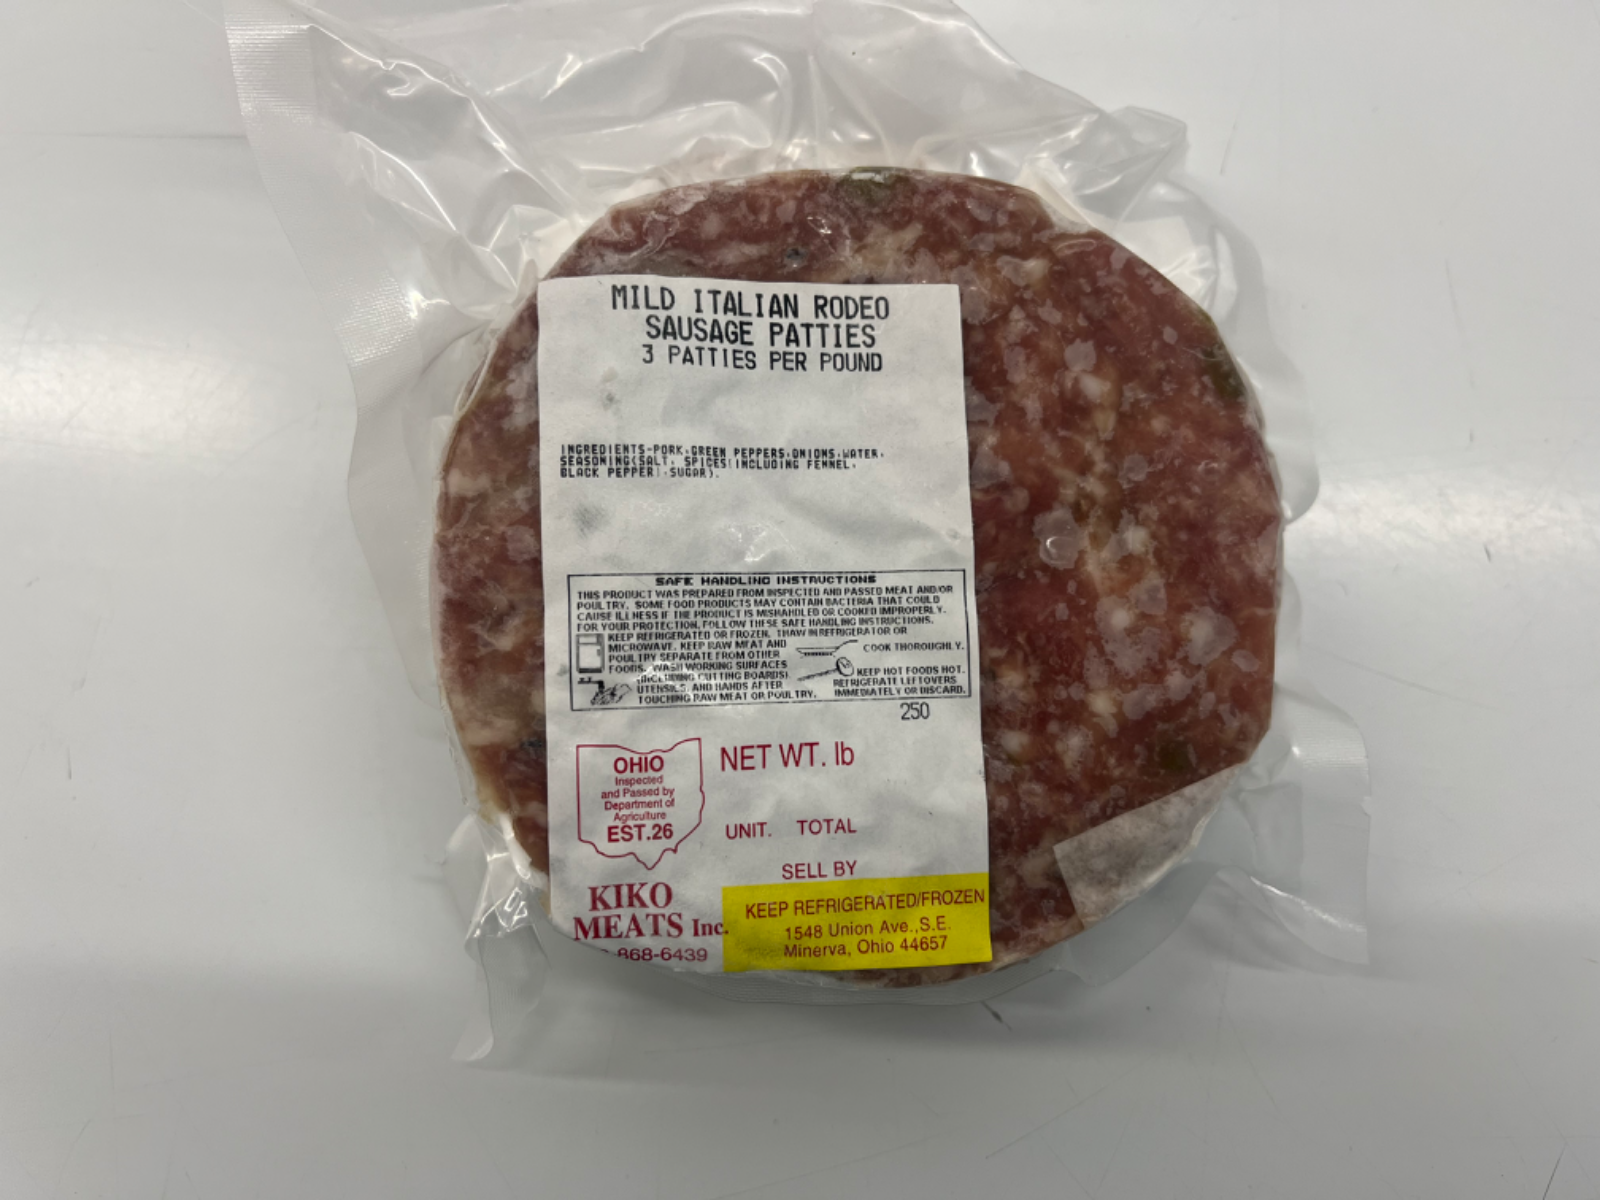 MILD ITALIAN RODEO
SAUSAGE PATTIES
3 PATTIES PER POUND
INGREDIENTS-PORK,GREEN PEPPERS,ONIONS,WATER,
SEASONING(SALT, SPICES(INCLUDING FENNEL,
BLACK PEPPER),SUGAR).
SAFE HANDLING INSTRUCTIONS
THIS PRODUCT WAS PREPARED FROM INSPECTED AND PASSED MEAT AND/OR
POULTRY. SOME FOOD PRODUCTS MAY CONTAIN BACTERIA THAT COULD
CAUSE ILLNESS IF THE PRODUCT IS MISHANDLED OR COOKED IMPROPERLY.
FOR YOUR PROTECTION, FOLLOW THESE SAFE HANDLING INSTRUCTIONS.
KEEP REFRIGERATED OR FROZEN. THAW IN REFRIGERATOR OR
MICROWAVE. KEEP RAW MEAT AND
POULTRY SEPARATE FROM OTHER
FOODS. WASH WORKING SURFACES
(INCLUDING CUTTING BOARDS)
UTENSILS, AND HANDS AFTER
TOUCHING RAW MEAT OR POULTRY.
COOK THOROUGHLY.
KEEP HOT FOODS HOT.
REFRIGERATE LEFTOVERS
IMMEDIATELY OR DISCARD.
250
OHIO
Inspected
and Passed by
Department of
Agriculture
EST.26
NET WT. lb
UNIT. TOTAL
SELL BY
KIKO
MEATS Inc.
868-6439
KEEP REFRIGERATED/FROZEN
1548 Union Ave.,S.E.
Minerva, Ohio 44657